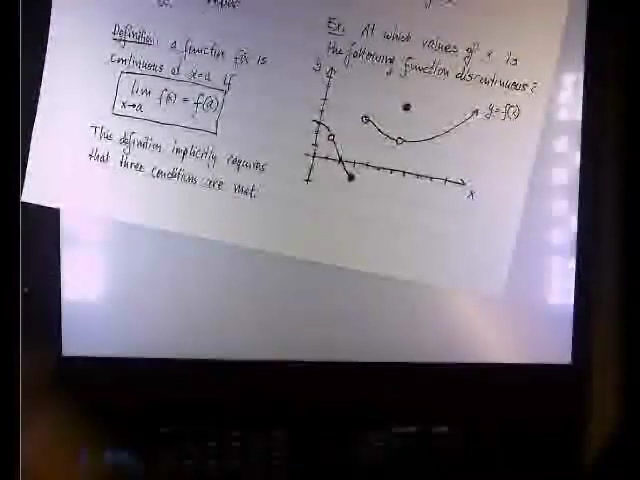 Definition: a function f(x) is
continuous at x=a if
lim f(x) = f(a)
x→a
This definition implicitly requires
that three conditions are met.
Ex. At which values of x is
the following function discontinuous?
y
y=f(x)
x